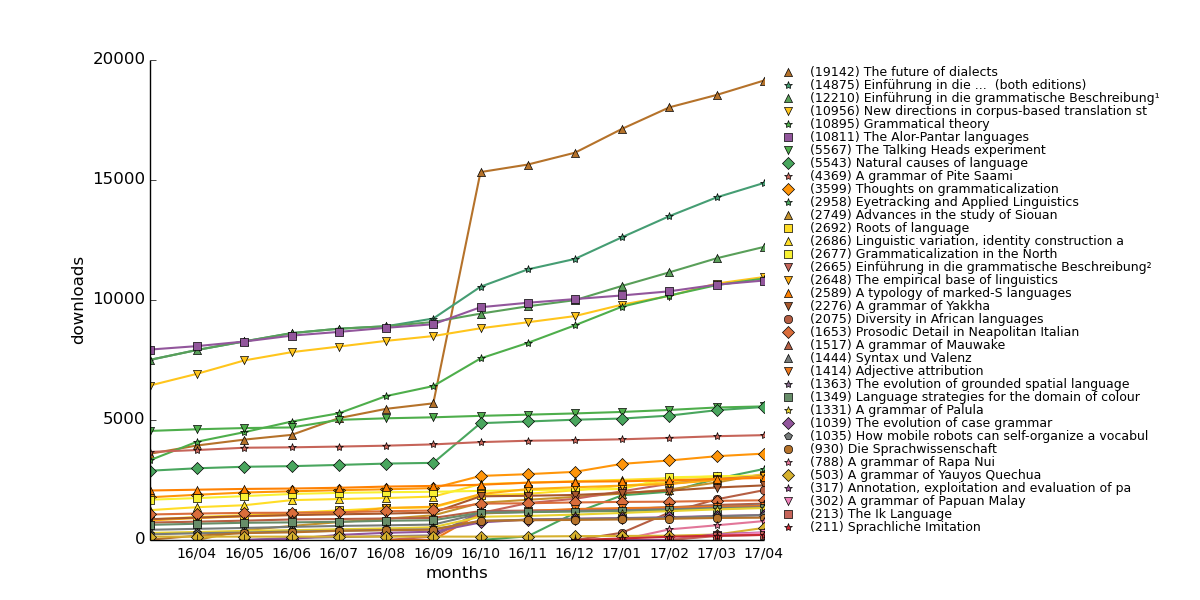 20000
15000
10000
5000
0
downloads
16/04 16/05 16/06 16/07 16/08 16/09 16/10 16/11 16/12 17/01 17/02 17/03 17/04
months
(19142) The future of dialects
(14875) Einführung in die ... (both editions)
(12210) Einführung in die grammatische Beschreibung¹
(10956) New directions in corpus-based translation st
(10895) Grammatical theory
(10811) The Alor-Pantar languages
(5567) The Talking Heads experiment
(5543) Natural causes of language
(4369) A grammar of Pite Saami
(3599) Thoughts on grammaticalization
(2958) Eyetracking and Applied Linguistics
(2749) Advances in the study of Siouan
(2692) Roots of language
(2686) Linguistic variation, identity construction a
(2677) Grammaticalization in the North
(2665) Einführung in die grammatische Beschreibung²
(2648) The empirical base of linguistics
(2589) A typology of marked-S languages
(2276) A grammar of Yakkha
(2075) Diversity in African languages
(1653) Prosodic Detail in Neapolitan Italian
(1517) A grammar of Mauwake
(1444) Syntax und Valenz
(1414) Adjective attribution
(1363) The evolution of grounded spatial language
(1349) Language strategies for the domain of colour
(1331) A grammar of Palula
(1039) The evolution of case grammar
(1035) How mobile robots can self-organize a vocabul
(930) Die Sprachwissenschaft
(788) A grammar of Rapa Nui
(503) A grammar of Yauyos Quechua
(317) Annotation, exploitation and evaluation of pa
(302) A grammar of Papuan Malay
(213) The Ik Language
(211) Sprachliche Imitation